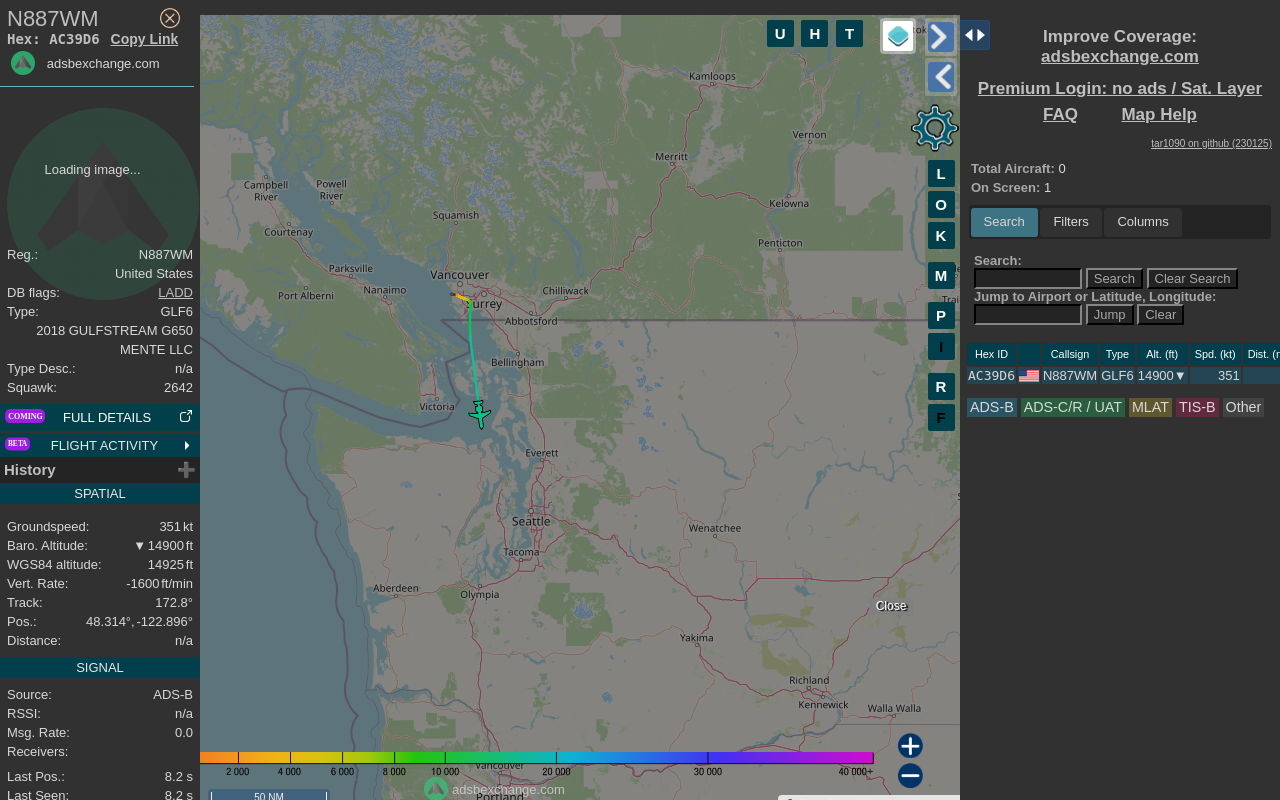 N887WM
Hex: AC39D6 Copy Link
adsbexchange.com
Loading image...
Reg.: N887WM
United States
DB flags: LADD
Type: GLF6
2018 GULFSTREAM G650
MENTE LLC
Type Desc.: n/a
Squawk: 2642
COMING FULL DETAILS
BETA FLIGHT ACTIVITY
History
SPATIAL
Groundspeed: 351 kt
Baro. Altitude: ▼ 14900 ft
WGS84 altitude: 14925 ft
Vert. Rate: -1600 ft/min
Track: 172.8°
Pos.: 48.314°, -122.896°
Distance: n/a
SIGNAL
Source: ADS-B
RSSI: n/a
Msg. Rate: 0.0
Receivers:
Last Pos.: 8.2 s
Last Seen: 8.2 s
U H T
L
O
K
M
P
I
R
F
Kamloops
Vernon
Merritt
Campbell River
Powell River
Kelowna
Squamish
Courtenay
Penticton
Parksville
Vancouver
Nanaimo
Port Alberni
Surrey
Chilliwack
Abbotsford
Bellingham
Victoria
Everett
Seattle
Wenatchee
Tacoma
Aberdeen
Olympia
Close
Yakima
Richland
Kennewick
Walla Walla
Vancouver
Portland
2 000 4 000 6 000 8 000 10 000 20 000 30 000 40 000+
adsbexchange.com
50 NM
Improve Coverage:
adsbexchange.com
Premium Login: no ads / Sat. Layer
FAQ Map Help
tar1090 on github (230125)
Total Aircraft: 0
On Screen: 1
Search Filters Columns
Search:
Search Clear Search
Jump to Airport or Latitude, Longitude:
Jump Clear
Hex ID Callsign Type Alt. (ft) Spd. (kt) Dist. (n
AC39D6 N887WM GLF6 14900▼ 351
ADS-B ADS-C/R / UAT MLAT TIS-B Other